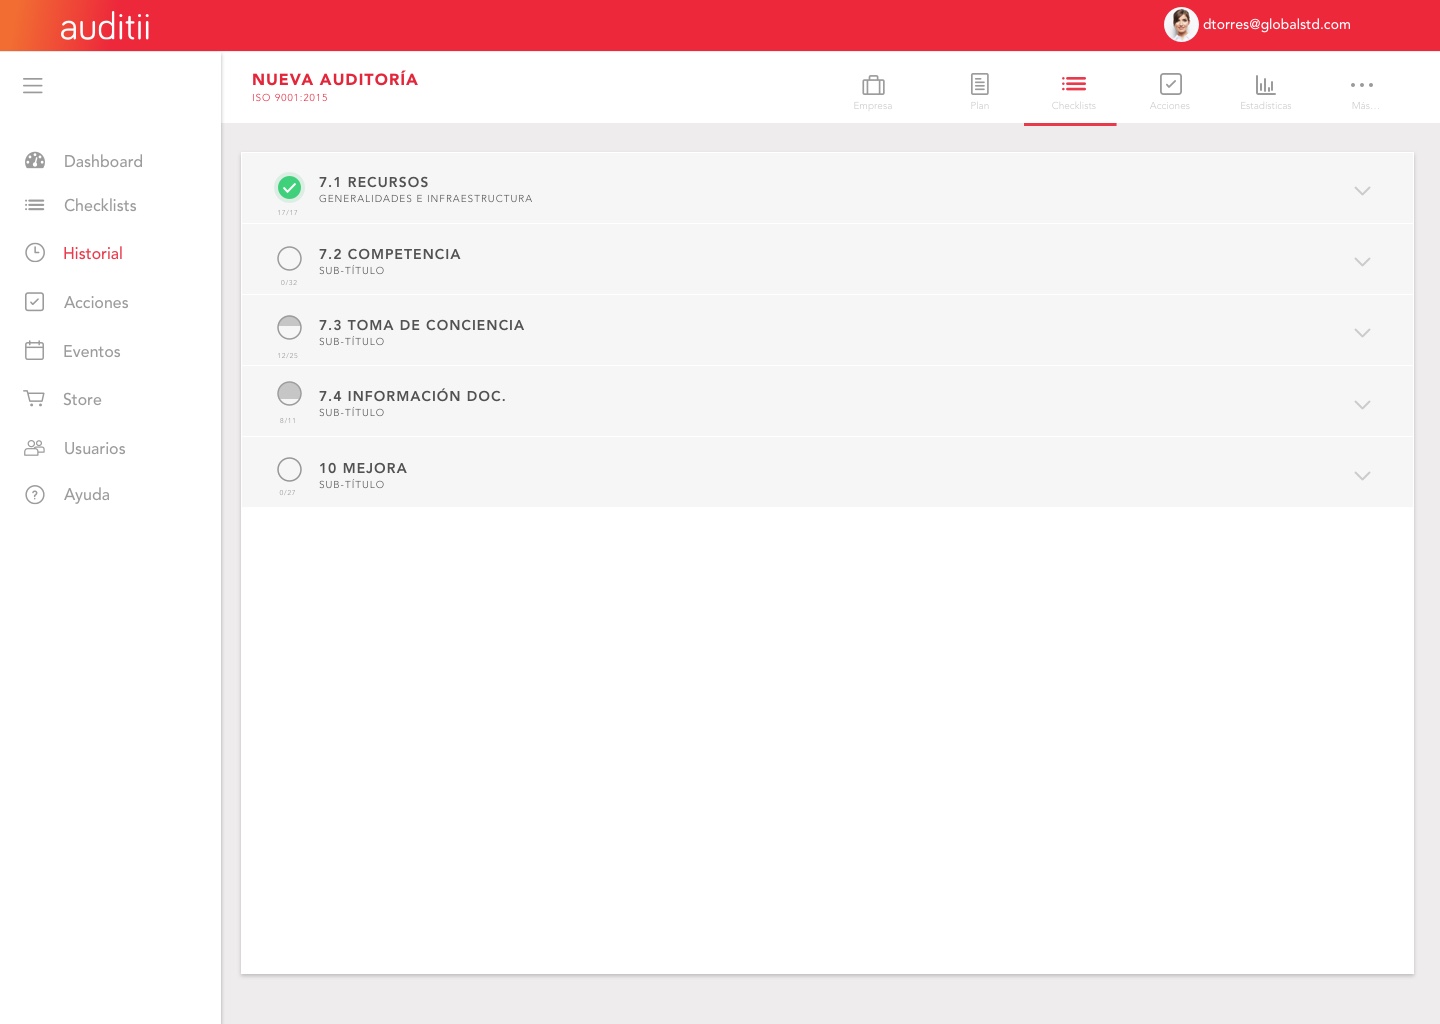 auditii
dtorres@globalstd.com
NUEVA AUDITORÍA
ISO 9001:2015
Empresa
Plan
Checklists
Acciones
Estadísticas
Más...
Dashboard
Checklists
Historial
Acciones
Eventos
Store
Usuarios
Ayuda
7.1 RECURSOS
GENERALIDADES E INFRAESTRUCTURA
17/17
7.2 COMPETENCIA
SUB-TÍTULO
0/32
7.3 TOMA DE CONCIENCIA
SUB-TÍTULO
12/25
7.4 INFORMACIÓN DOC.
SUB-TÍTULO
8/11
10 MEJORA
SUB-TÍTULO
0/27